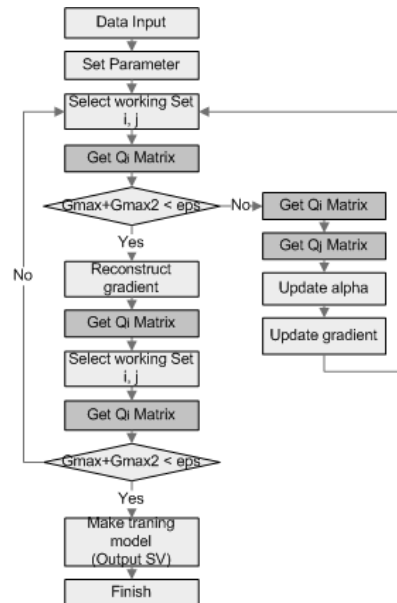 Data Input
Set Parameter
Select working Set
i, j
Get Qi Matrix
Gmax+Gmax2 < eps
No
Get Qi Matrix
Get Qj Matrix
Update alpha
Update gradient
Yes
No
Reconstruct
gradient
Get Qi Matrix
Select working Set
i, j
Get Qi Matrix
Gmax+Gmax2 < eps
Yes
Make traning
model
(Output SV)
Finish